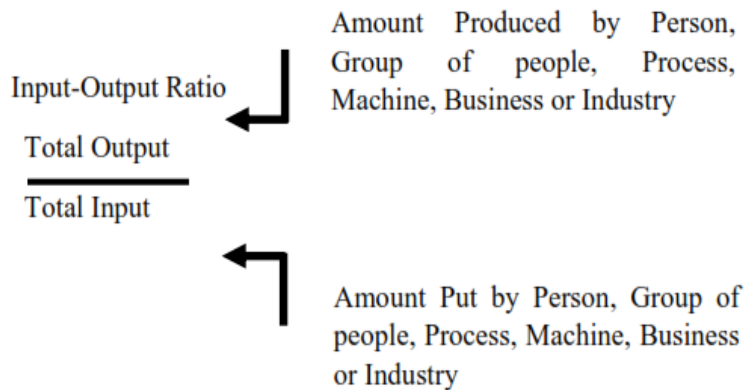 Amount Produced by Person,
Group of people, Process,
Machine, Business or Industry
Input-Output Ratio
Total Output
Total Input
Amount Put by Person, Group of
people, Process, Machine, Business
or Industry